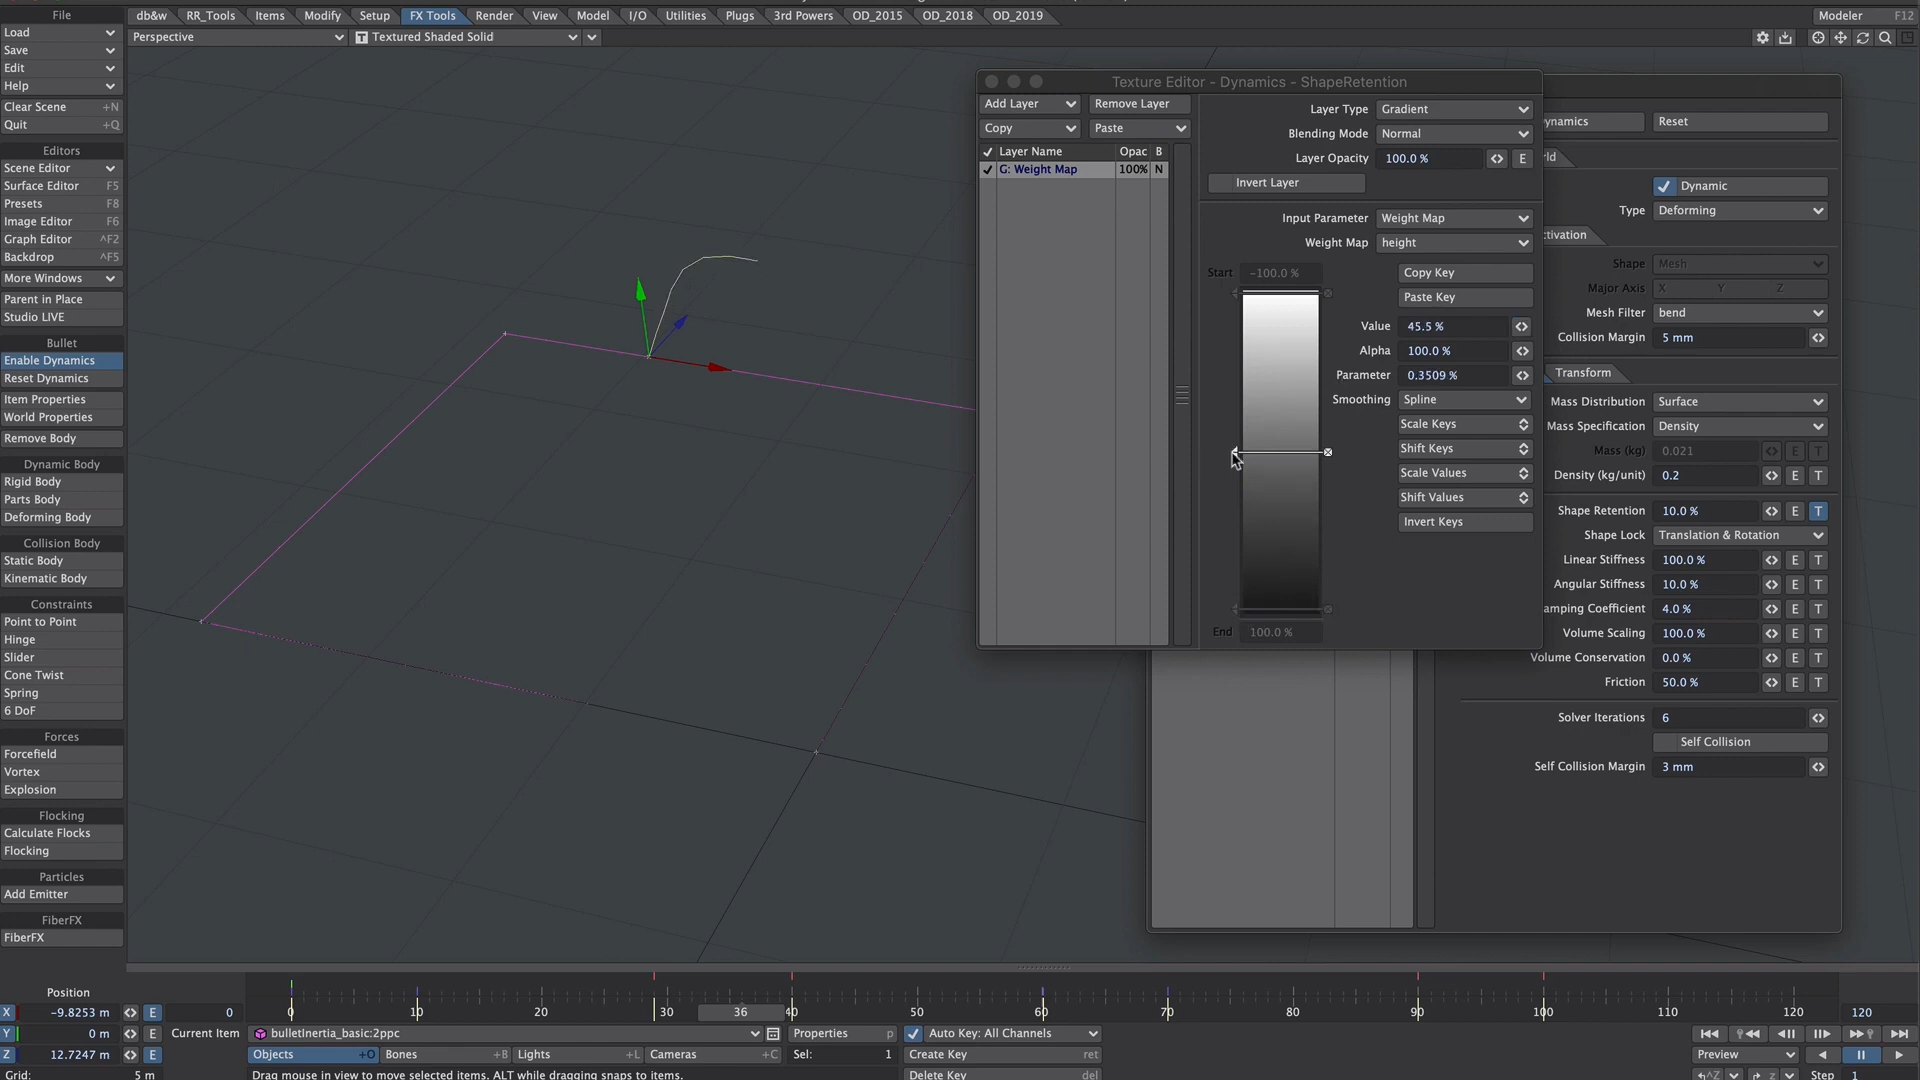 File db&w RR_Tools Items Modify Setup FX Tools Render View Model I/O Utilities Plugs 3rd Powers OD_2015 OD_2018 OD_2019 Modeler F12
Load Perspective Textured Shaded Solid
Save
Edit
Help
Clear Scene +N
Quit +Q
Editors
Scene Editor
Surface Editor F5
Presets F8
Image Editor F6
Graph Editor ^F2
Backdrop ^F5
More Windows
Parent in Place
Studio LIVE
Bullet
Enable Dynamics
Reset Dynamics
Item Properties
World Properties
Remove Body
Dynamic Body
Rigid Body
Parts Body
Deforming Body
Collision Body
Static Body
Kinematic Body
Constraints
Point to Point
Hinge
Slider
Cone Twist
Spring
6 DoF
Forces
Forcefield
Vortex
Explosion
Flocking
Calculate Flocks
Flocking
Particles
Add Emitter
FiberFX
FiberFX
Texture Editor - Dynamics - ShapeRetention
Add Layer Remove Layer
Copy Paste
Layer Name Opac B
G: Weight Map 100% N
Layer Type Gradient
Blending Mode Normal
Layer Opacity 100.0 % E
Invert Layer
Input Parameter Weight Map
Weight Map height
Start -100.0 % Copy Key
Paste Key
Value 45.5 %
Alpha 100.0 %
Parameter 0.3509 %
Smoothing Spline
Scale Keys
Shift Keys
Scale Values
Shift Values
Invert Keys
End 100.0 %
ynamics Reset
ld
Dynamic
Type Deforming
ctivation
Shape Mesh
Major Axis X Y Z
Mesh Filter bend
Collision Margin 5 mm
Transform
Mass Distribution Surface
Mass Specification Density
Mass (kg) 0.021 E T
Density (kg/unit) 0.2 E T
Shape Retention 10.0 % E T
Shape Lock Translation & Rotation
Linear Stiffness 100.0 % E T
Angular Stiffness 10.0 % E T
amping Coefficient 4.0 % E T
Volume Scaling 100.0 % E T
Volume Conservation 0.0 % E T
Friction 50.0 % E T
Solver Iterations 6
Self Collision
Self Collision Margin 3 mm
Position
X -9.8253 m E 0 0 10 20 30 36 40 50 60 70 80 90 100 110 120 120
Y 0 m E Current Item bulletInertia_basic:2ppc Properties p Auto Key: All Channels
Z 12.7247 m E Objects +O Bones +B Lights +L Cameras +C Sel: 1 Create Key ret Preview
Grid: 5 m Drag mouse in view to move selected items. ALT while dragging snaps to items. Delete Key del ^Z z Step 1